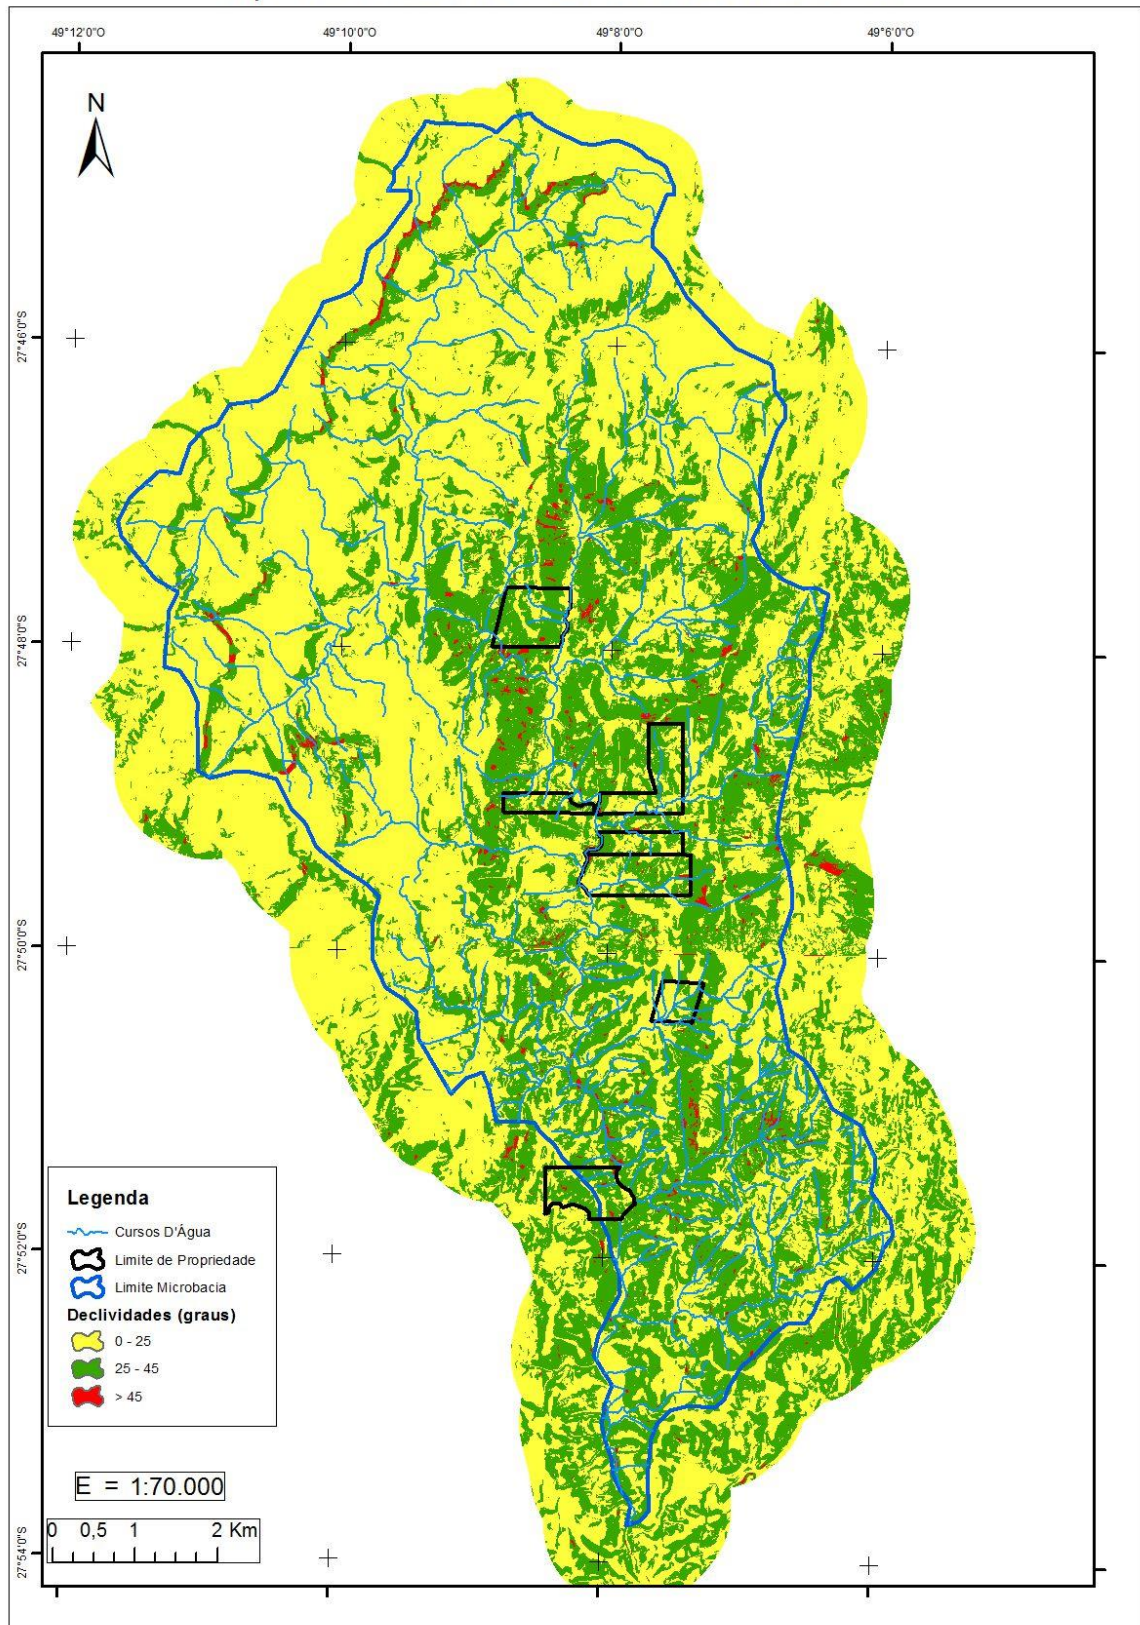 49°12'0"O 49°10'0"O 49°8'0"O 49°6'0"O
N
27°46'0"S
27°48'0"S
27°50'0"S
27°52'0"S
27°54'0"S
Legenda
Cursos D'Água
Limite de Propriedade
Limite Microbacia
Declividades (graus)
0 - 25
25 - 45
> 45
E = 1:70.000
0 0,5 1 2 Km